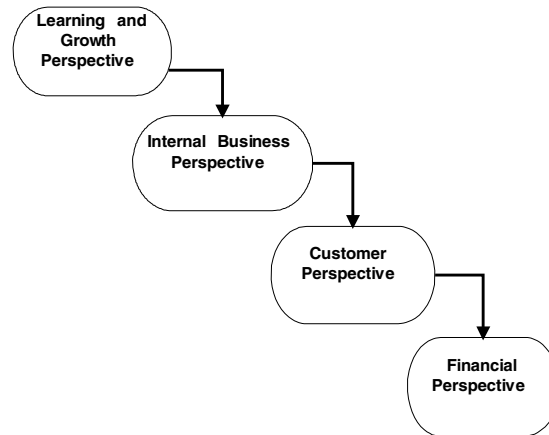 Learning and
Growth
Perspective
Internal Business
Perspective
Customer
Perspective
Financial
Perspective